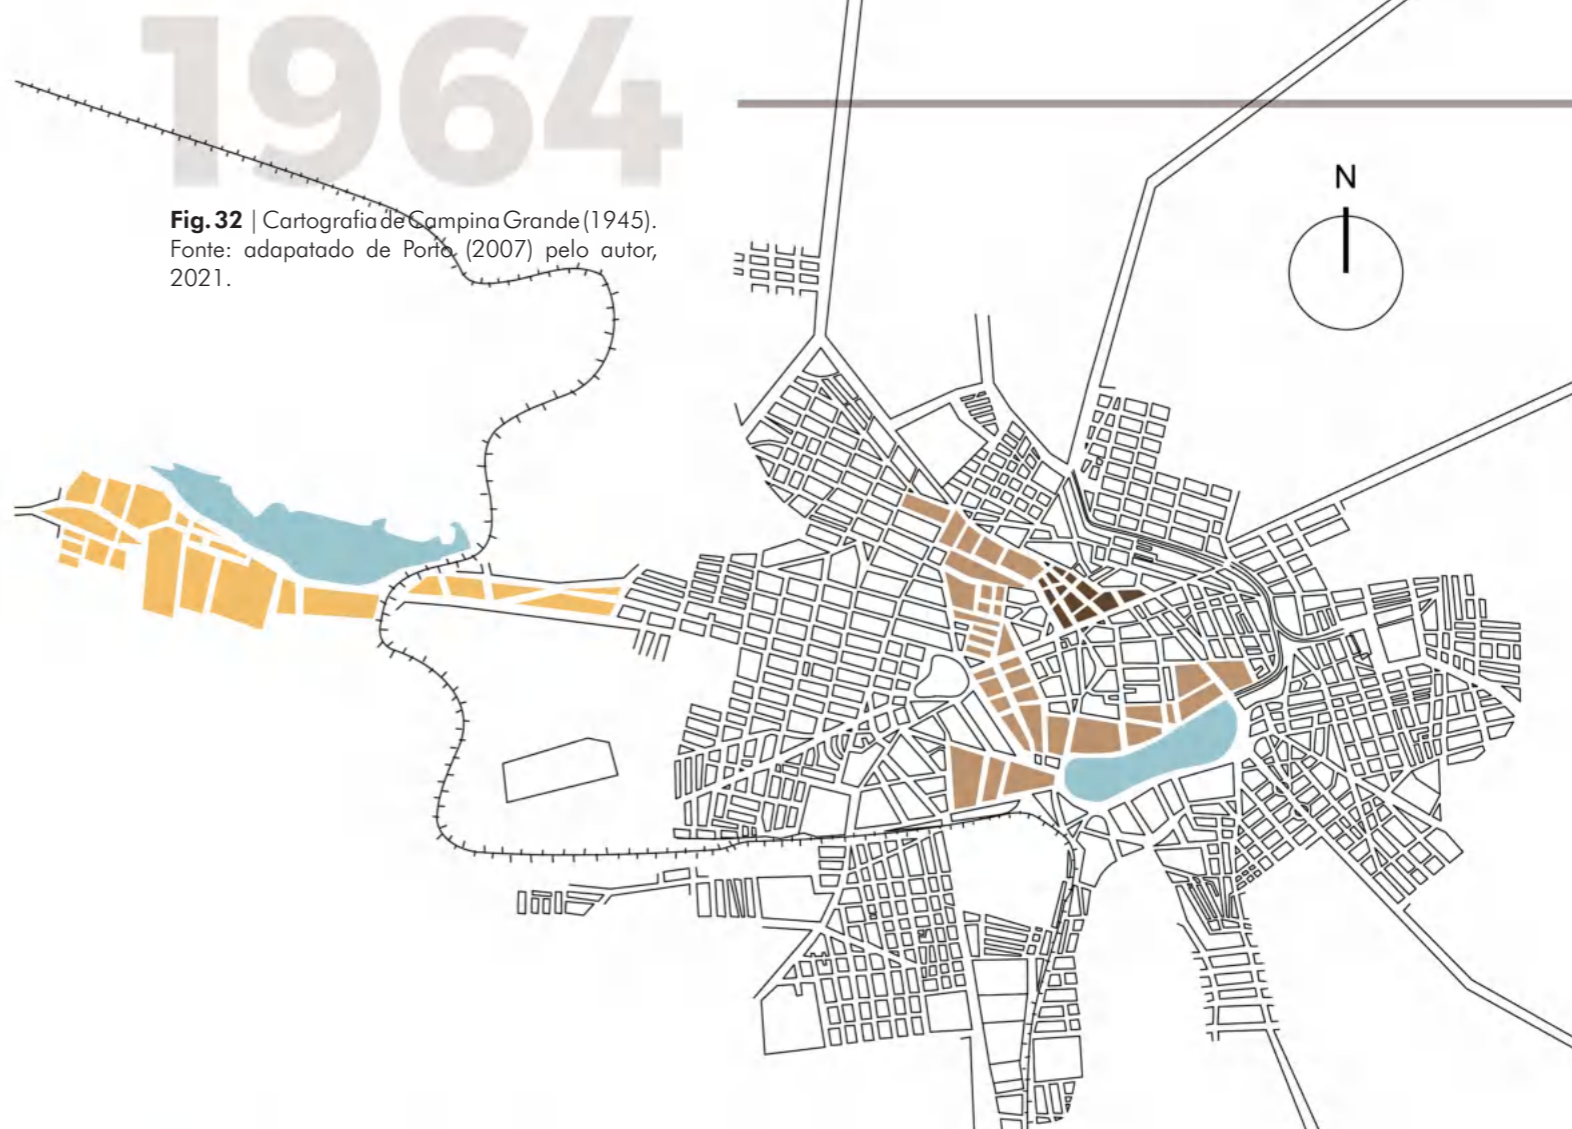 1964
Fig. 32 | Cartografia de Campina Grande (1945).
Fonte: adapatado de Porto (2007) pelo autor,
2021.
N